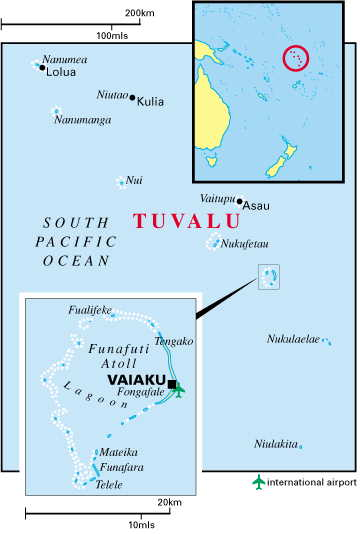 200km
100mls
Nanumea
Lolua
Niutao
Kulia
Nanumanga
Nui
Vaitupu
Asau
SOUTH
PACIFIC
OCEAN
TUVALU
Nukufetau
Fualifeke
Tengako
Funafuti
Atoll
VAIAKU
Fongafale
Lagoon
Mateika
Funafara
Telele
Nukulaelae
Niulakita
international airport
20km
10mls